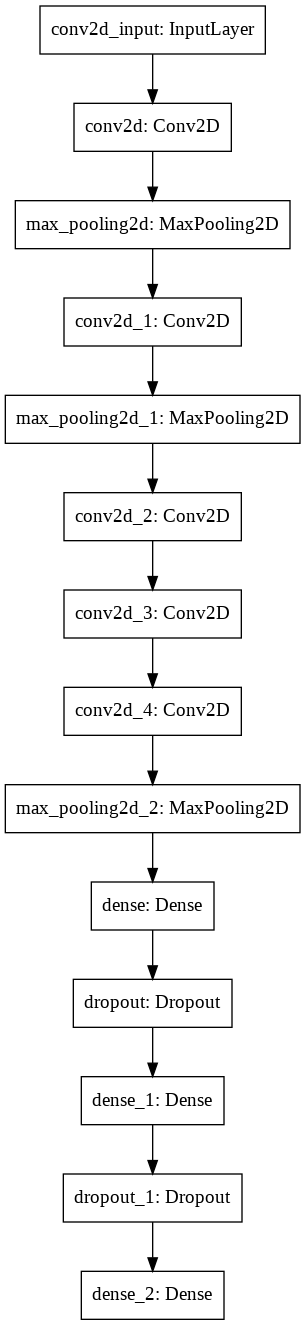 conv2d_input: InputLayer
conv2d: Conv2D
max_pooling2d: MaxPooling2D
conv2d_1: Conv2D
max_pooling2d_1: MaxPooling2D
conv2d_2: Conv2D
conv2d_3: Conv2D
conv2d_4: Conv2D
max_pooling2d_2: MaxPooling2D
dense: Dense
dropout: Dropout
dense_1: Dense
dropout_1: Dropout
dense_2: Dense